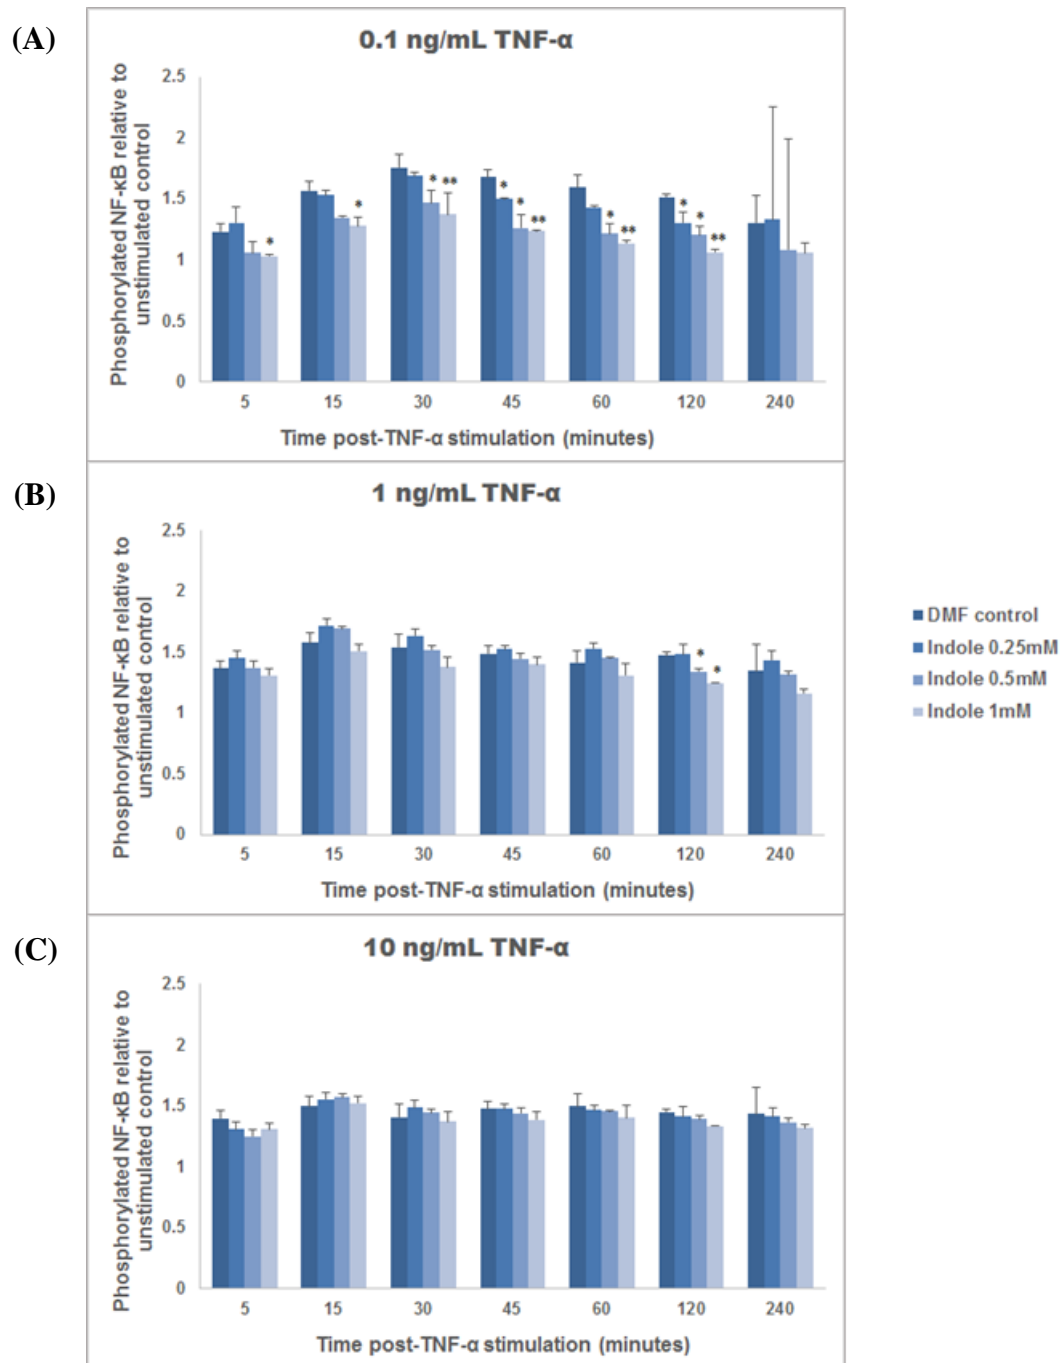 (A)
0.1 ng/mL TNF-α
Phosphorylated NF-κB relative to
unstimulated control
2.5
2
1.5
1
0.5
0
* * * ** * * ** * ** * * **
5 15 30 45 60 120 240
Time post-TNF-α stimulation (minutes)
(B)
1 ng/mL TNF-α
Phosphorylated NF-κB relative to
unstimulated control
2.5
2
1.5
1
0.5
0
* *
5 15 30 45 60 120 240
Time post-TNF-α stimulation (minutes)
DMF control
Indole 0.25mM
Indole 0.5mM
Indole 1mM
(C)
10 ng/mL TNF-α
Phosphorylated NF-κB relative to
unstimulated control
2.5
2
1.5
1
0.5
0
5 15 30 45 60 120 240
Time post-TNF-α stimulation (minutes)